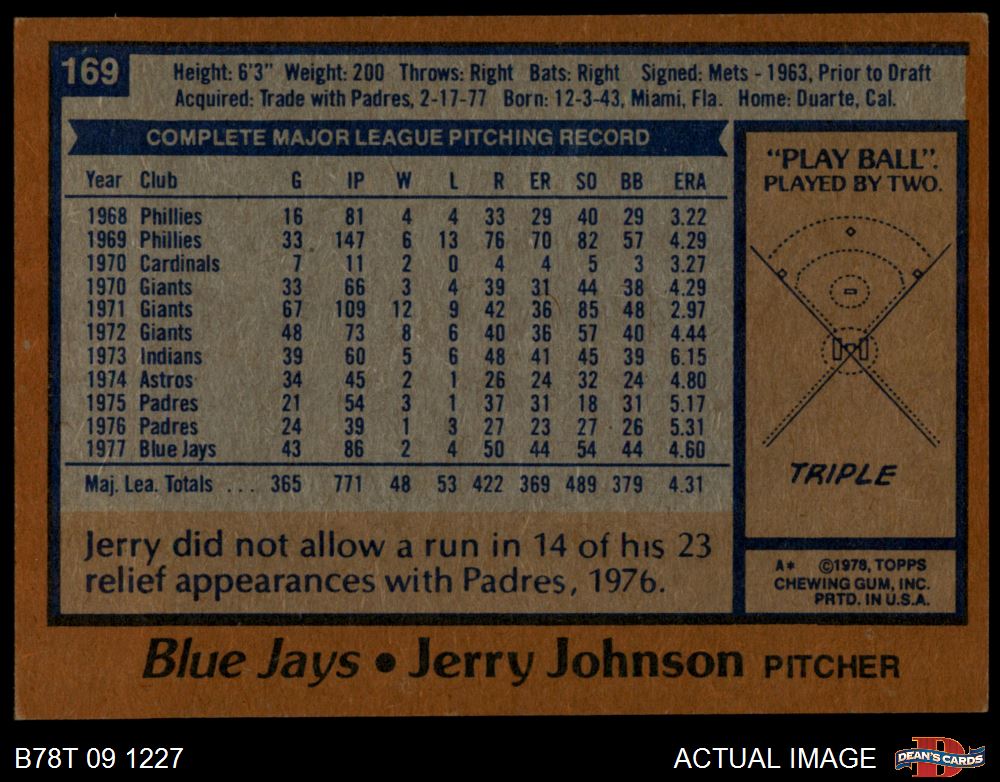 169
Height: 6'3" Weight: 200 Throws: Right Bats: Right Signed: Mets - 1963, Prior to Draft
Acquired: Trade with Padres, 2-17-77 Born: 12-3-43, Miami, Fla. Home: Duarte, Cal.
COMPLETE MAJOR LEAGUE PITCHING RECORD
Year Club G IP W L R ER SO BB ERA
1968 Phillies 16 81 4 4 33 29 40 29 3.22
1969 Phillies 33 147 6 13 76 70 82 57 4.29
1970 Cardinals 7 11 2 0 4 4 5 3 3.27
1970 Giants 33 66 3 4 39 31 44 38 4.29
1971 Giants 67 109 12 9 42 36 85 48 2.97
1972 Giants 48 73 8 6 40 36 57 40 4.44
1973 Indians 39 60 5 6 48 41 45 39 6.15
1974 Astros 34 45 2 1 26 24 32 24 4.80
1975 Padres 21 54 3 1 37 31 18 31 5.17
1976 Padres 24 39 1 3 27 23 27 26 5.31
1977 Blue Jays 43 86 2 4 50 44 54 44 4.60
Maj. Lea. Totals ... 365 771 48 53 422 369 489 379 4.31
Jerry did not allow a run in 14 of his 23
relief appearances with Padres, 1976.
"PLAY BALL".
PLAYED BY TWO.
TRIPLE
A* ©1978, TOPPS
CHEWING GUM, INC.
PRTD. IN U.S.A.
Blue Jays • Jerry Johnson PITCHER
B78T 09 1227
ACTUAL IMAGE
D
DEAN'S CARDS